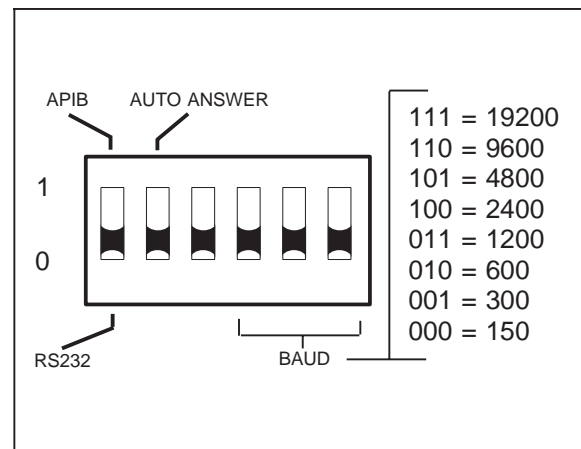 APIB AUTO ANSWER
1
0
RS232
BAUD
111 = 19200
110 = 9600
101 = 4800
100 = 2400
011 = 1200
010 = 600
001 = 300
000 = 150